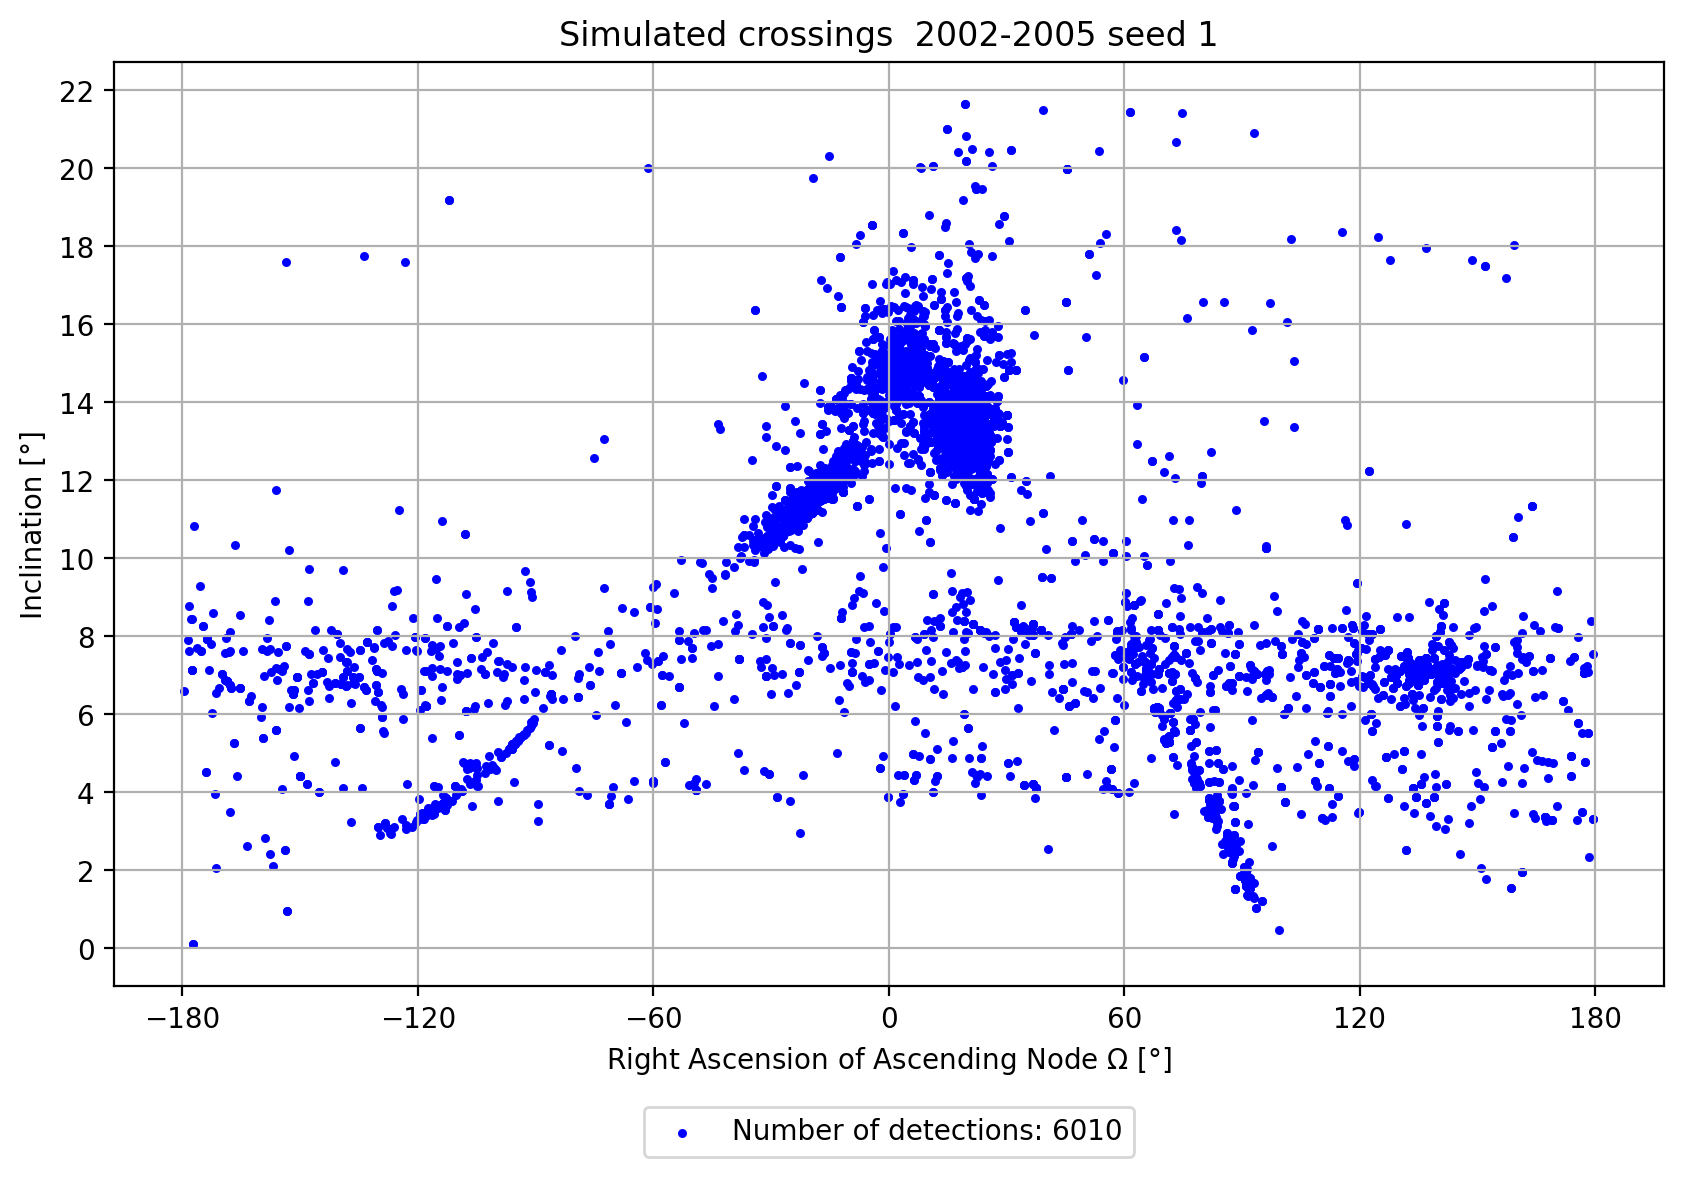 Simulated crossings  2002-2005 seed 1
Inclination [°]
22
20
18
16
14
12
10
8
6
4
2
0
−180 −120 −60 0 60 120 180
Right Ascension of Ascending Node Ω [°]
Number of detections: 6010